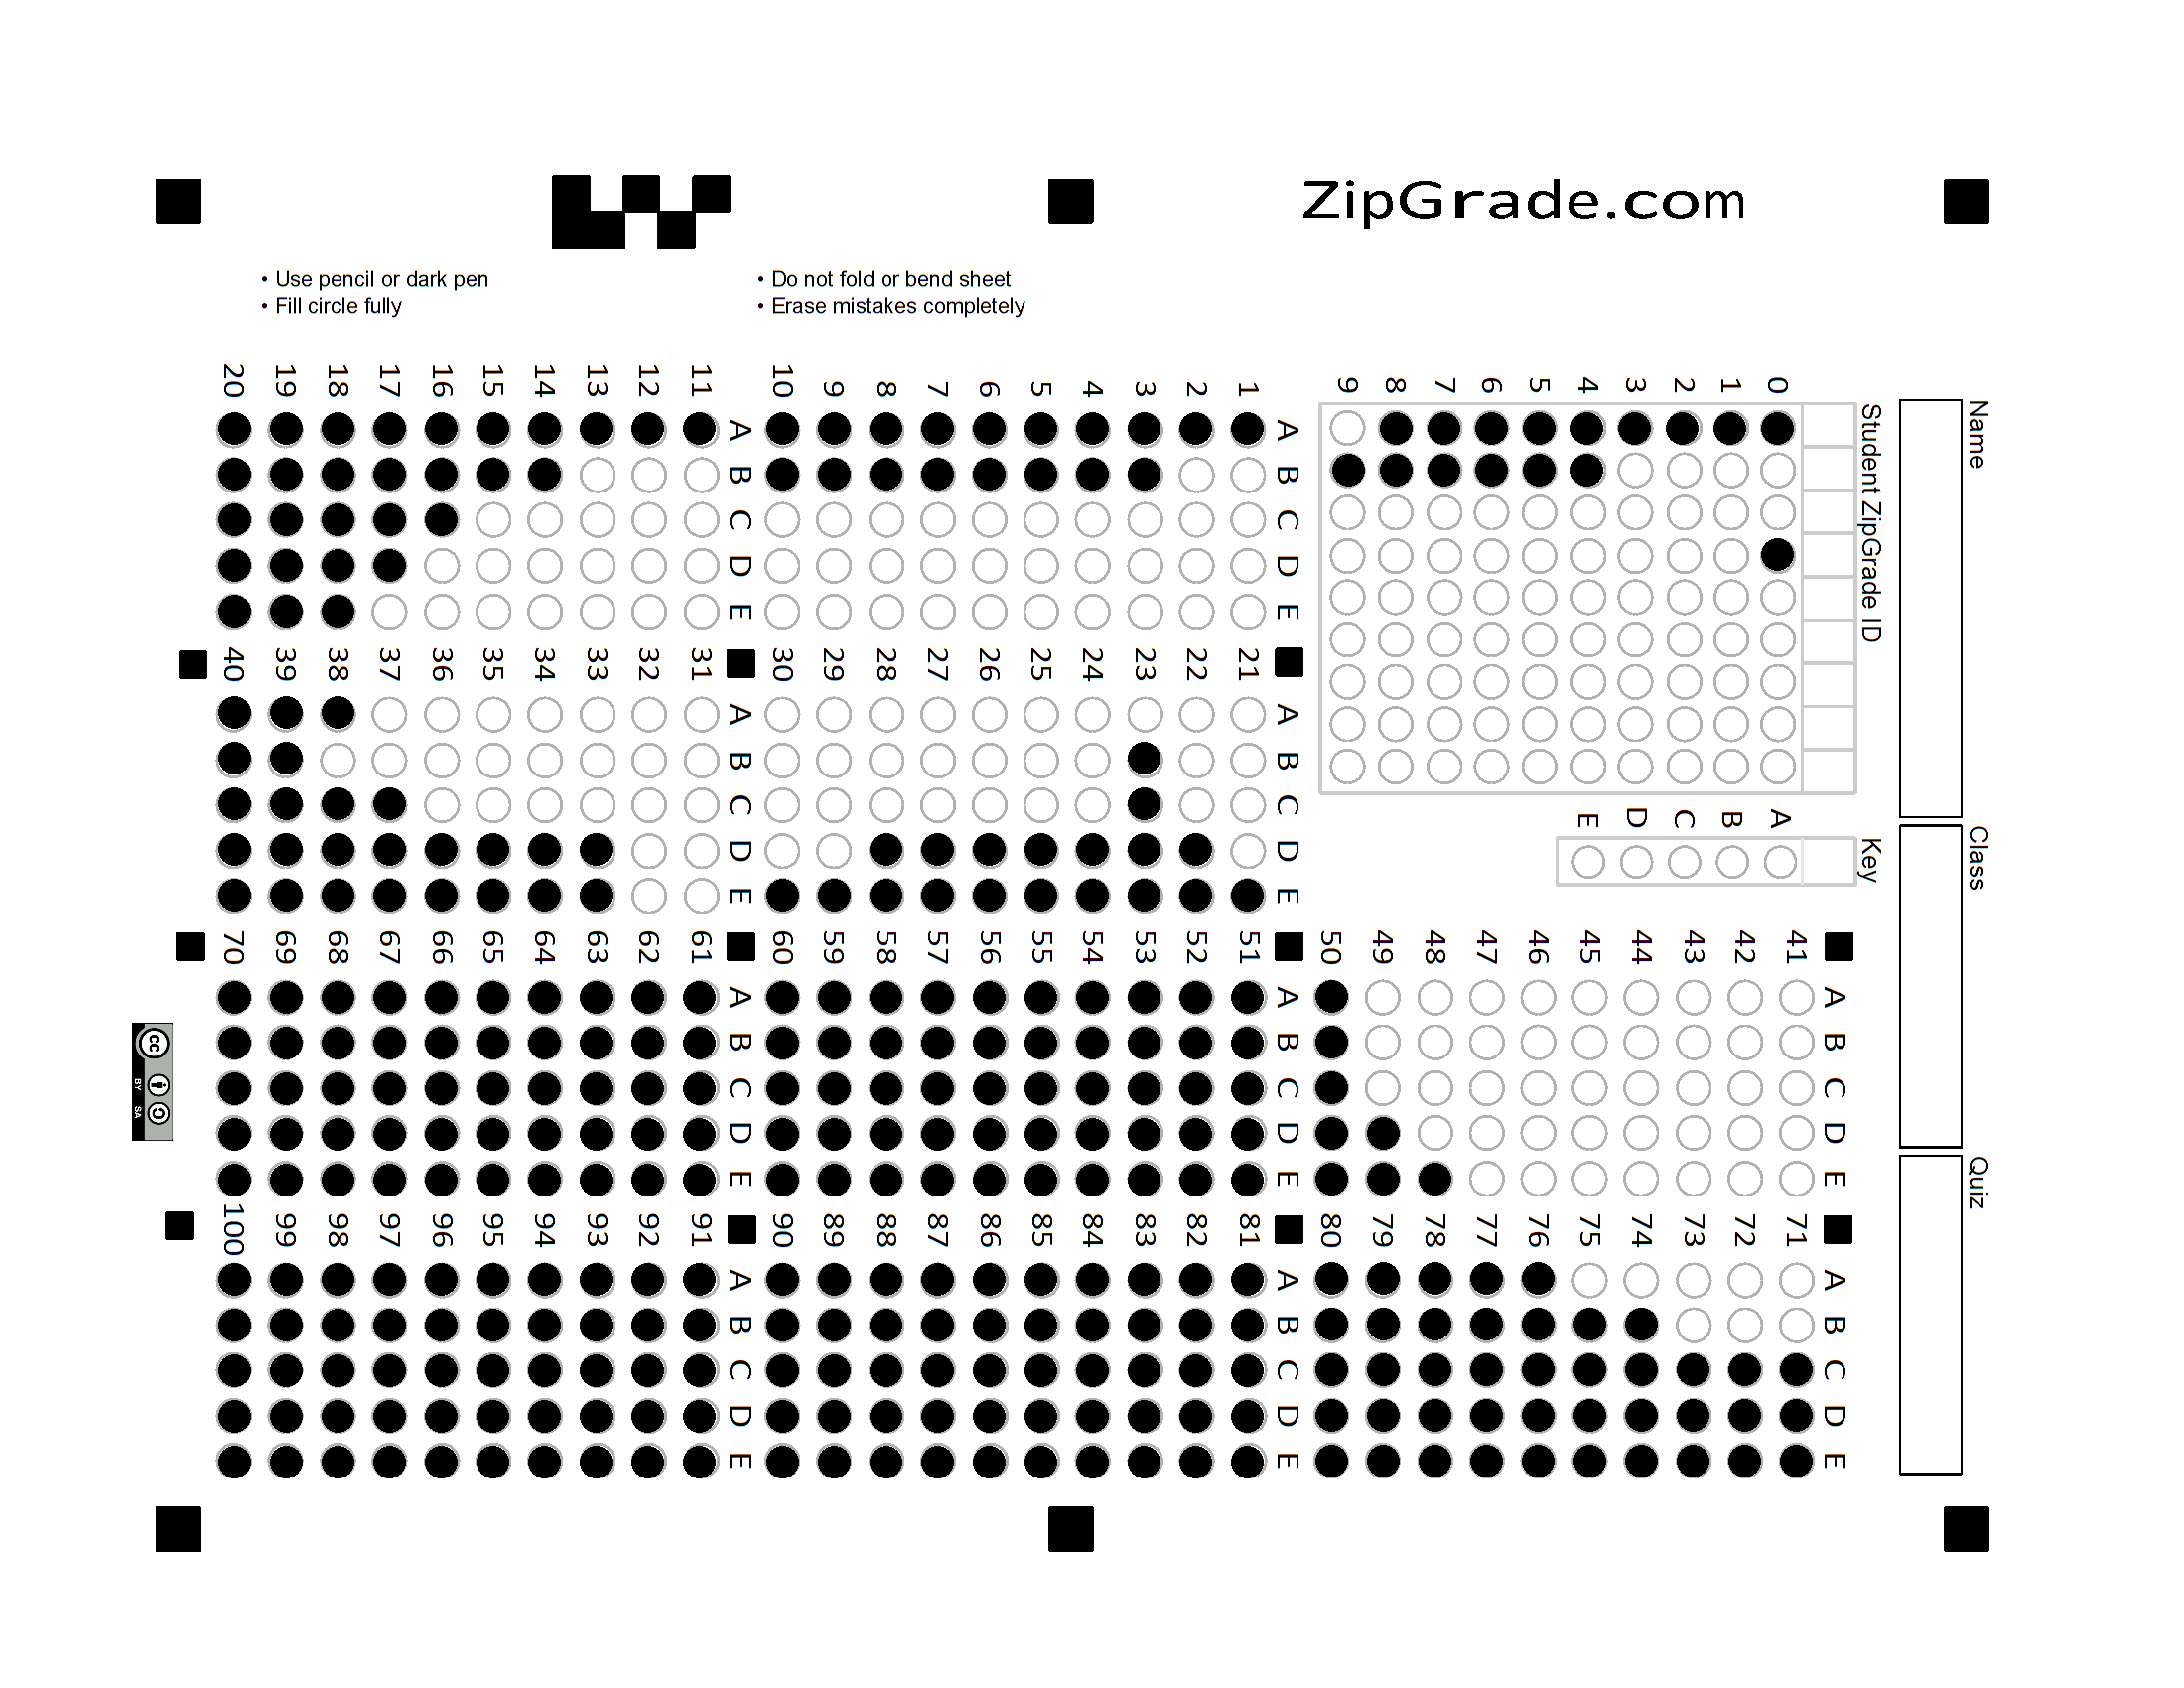 ZipGrade.com
• Use pencil or dark pen
• Fill circle fully
• Do not fold or bend sheet
• Erase mistakes completely
Name
Class
Quiz
Student ZipGrade ID
0 1 2 3 4 5 6 7 8 9
Key
A B C D E
1 2 3 4 5 6 7 8 9 10
A B C D E
11 12 13 14 15 16 17 18 19 20
A B C D E
21 22 23 24 25 26 27 28 29 30
A B C D E
31 32 33 34 35 36 37 38 39 40
A B C D E
41 42 43 44 45 46 47 48 49 50
A B C D E
51 52 53 54 55 56 57 58 59 60
A B C D E
61 62 63 64 65 66 67 68 69 70
A B C D E
71 72 73 74 75 76 77 78 79 80
A B C D E
81 82 83 84 85 86 87 88 89 90
A B C D E
91 92 93 94 95 96 97 98 99 100
A B C D E
cc
BY SA